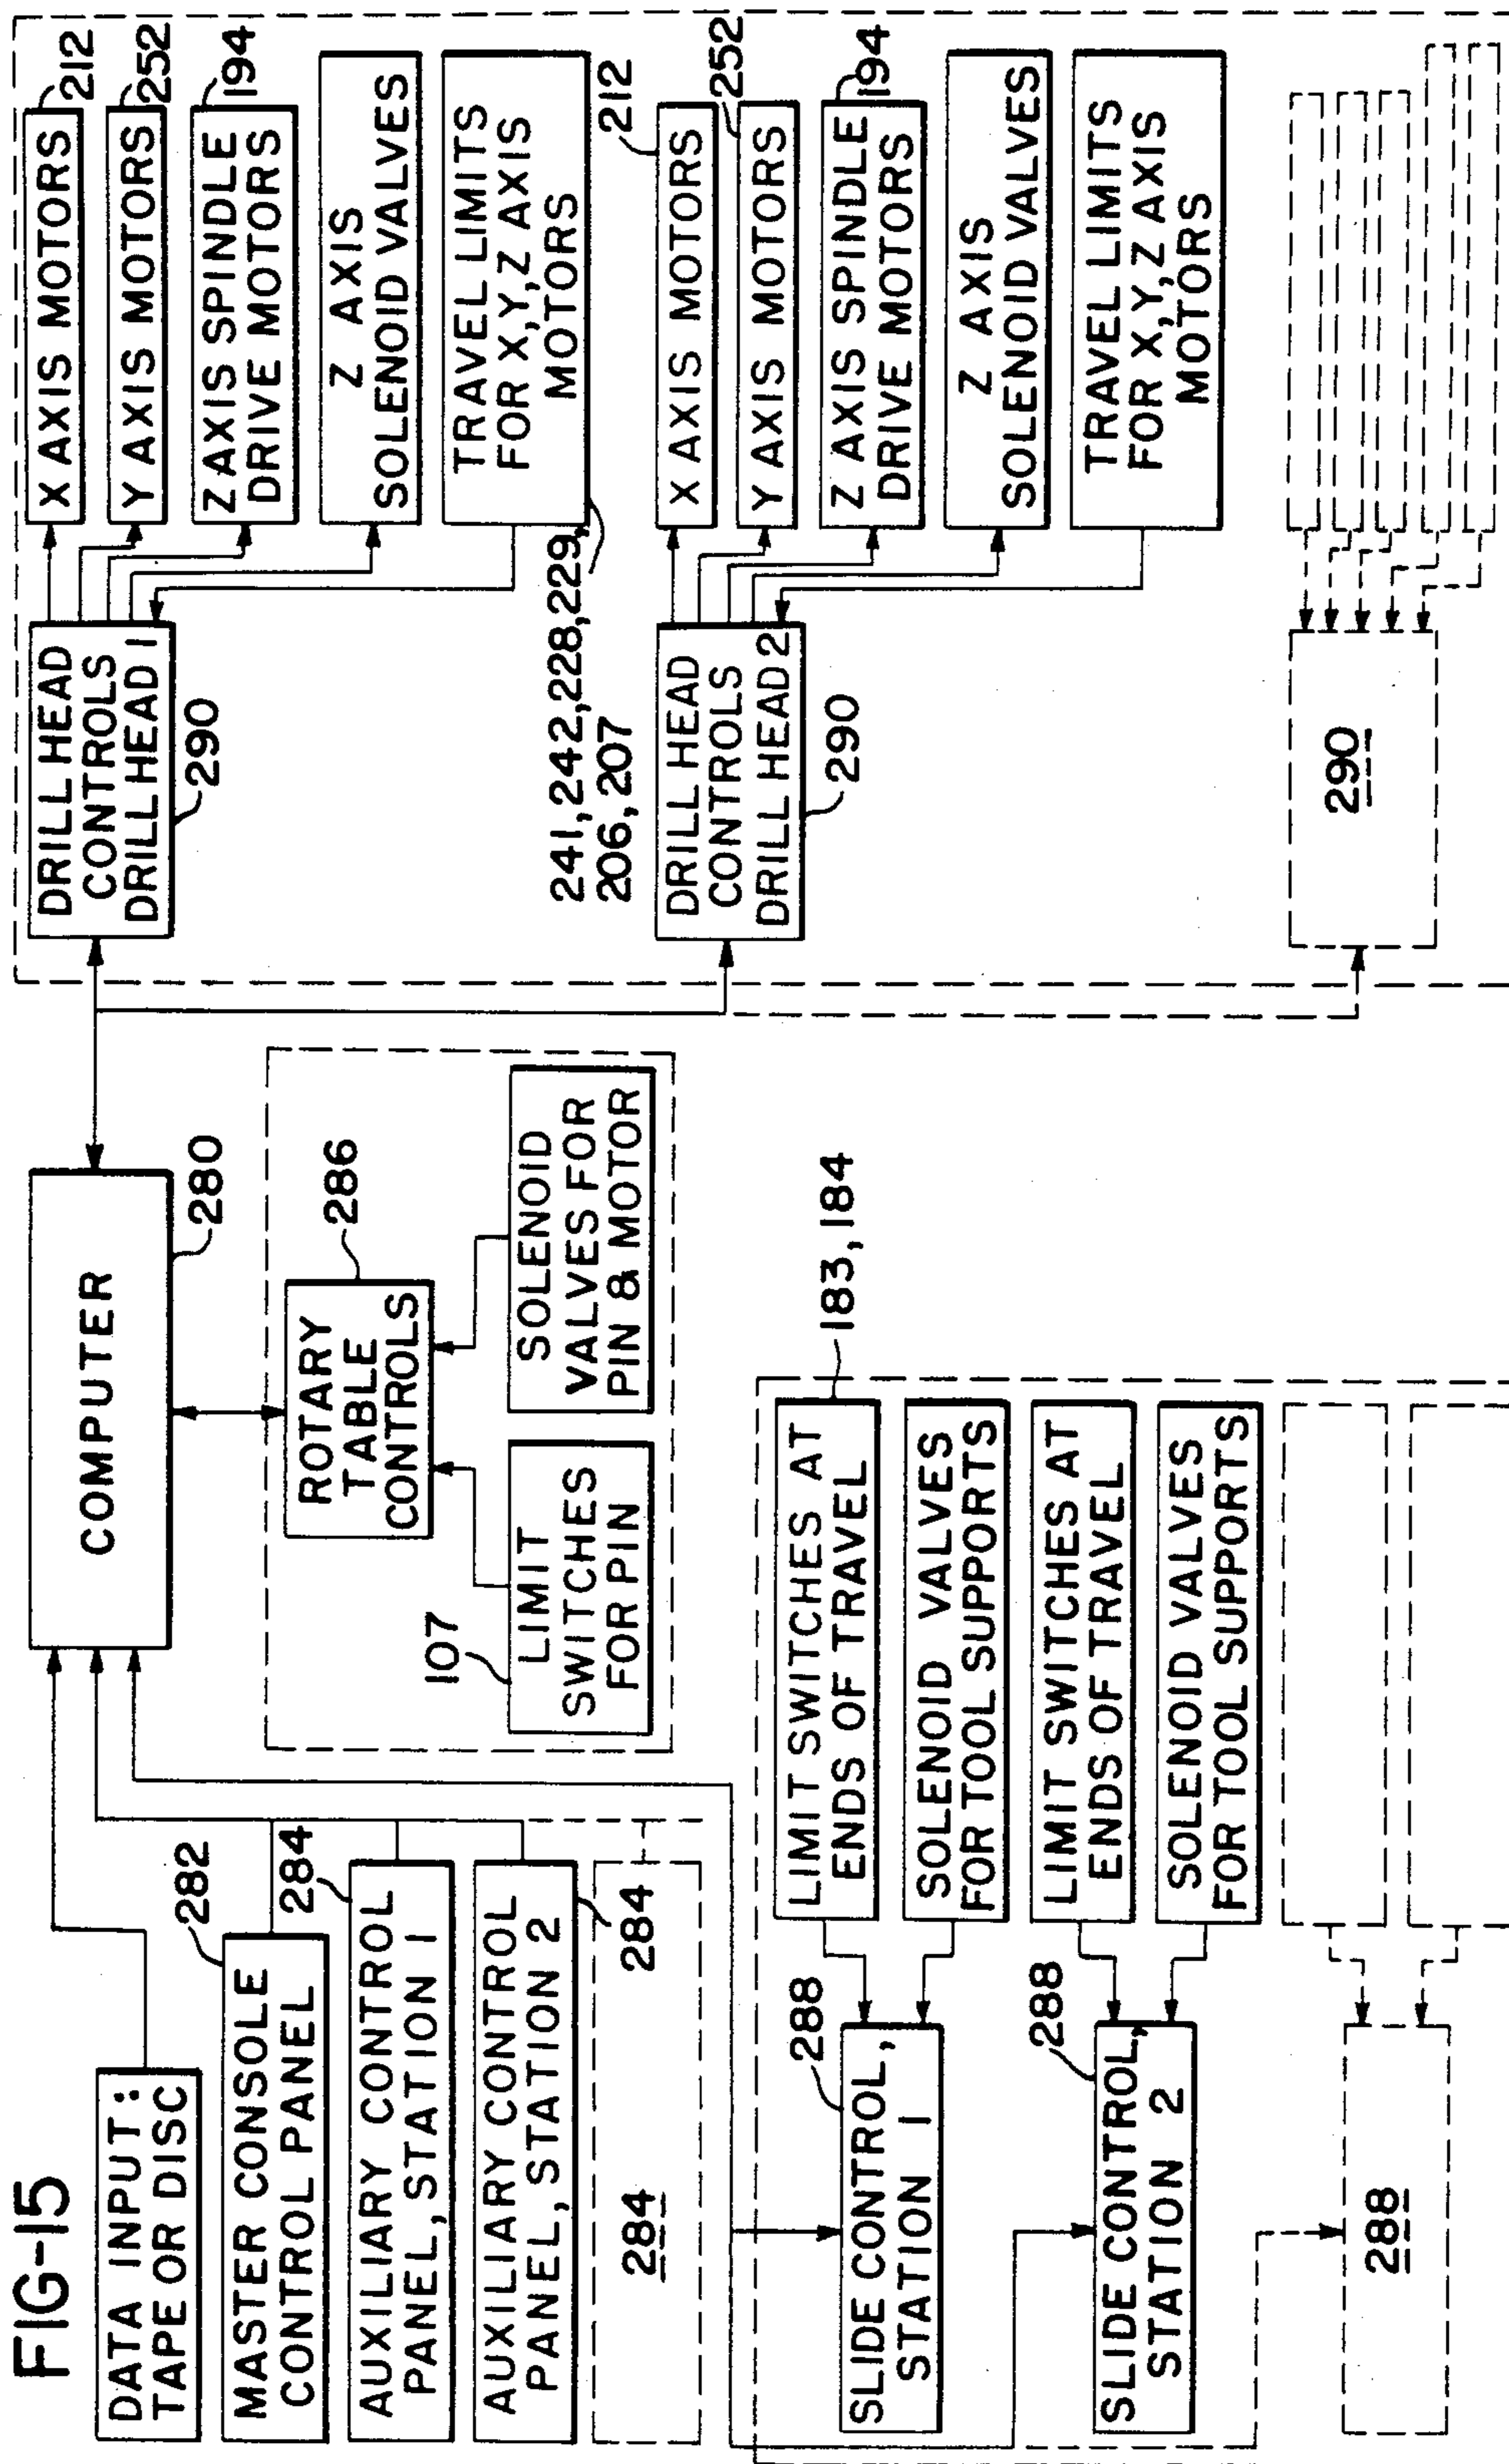 FIG-15
DATA INPUT:
TAPE OR DISC
MASTER CONSOLE
CONTROL PANEL
282
AUXILIARY CONTROL
PANEL, STATION 1
284
AUXILIARY CONTROL
PANEL, STATION 2
284
284
COMPUTER
280
ROTARY
TABLE
CONTROLS
286
LIMIT
SWITCHES
FOR PIN
107
SOLENOID
VALVES FOR
PIN & MOTOR
SLIDE CONTROL,
STATION 1
288
LIMIT SWITCHES AT
ENDS OF TRAVEL
183, 184
SOLENOID VALVES
FOR TOOL SUPPORTS
SLIDE CONTROL,
STATION 2
288
LIMIT SWITCHES AT
ENDS OF TRAVEL
SOLENOID VALVES
FOR TOOL SUPPORTS
288
DRILL HEAD
CONTROLS
DRILL HEAD 1
290
X AXIS MOTORS
212
Y AXIS MOTORS
252
Z AXIS SPINDLE
DRIVE MOTORS
194
Z AXIS
SOLENOID VALVES
TRAVEL LIMITS
FOR X,Y,Z AXIS
MOTORS
241, 242, 228, 229,
206, 207
DRILL HEAD
CONTROLS
DRILL HEAD 2
290
X AXIS MOTORS
212
Y AXIS MOTORS
252
Z AXIS SPINDLE
DRIVE MOTORS
194
Z AXIS
SOLENOID VALVES
TRAVEL LIMITS
FOR X,Y,Z AXIS
MOTORS
290